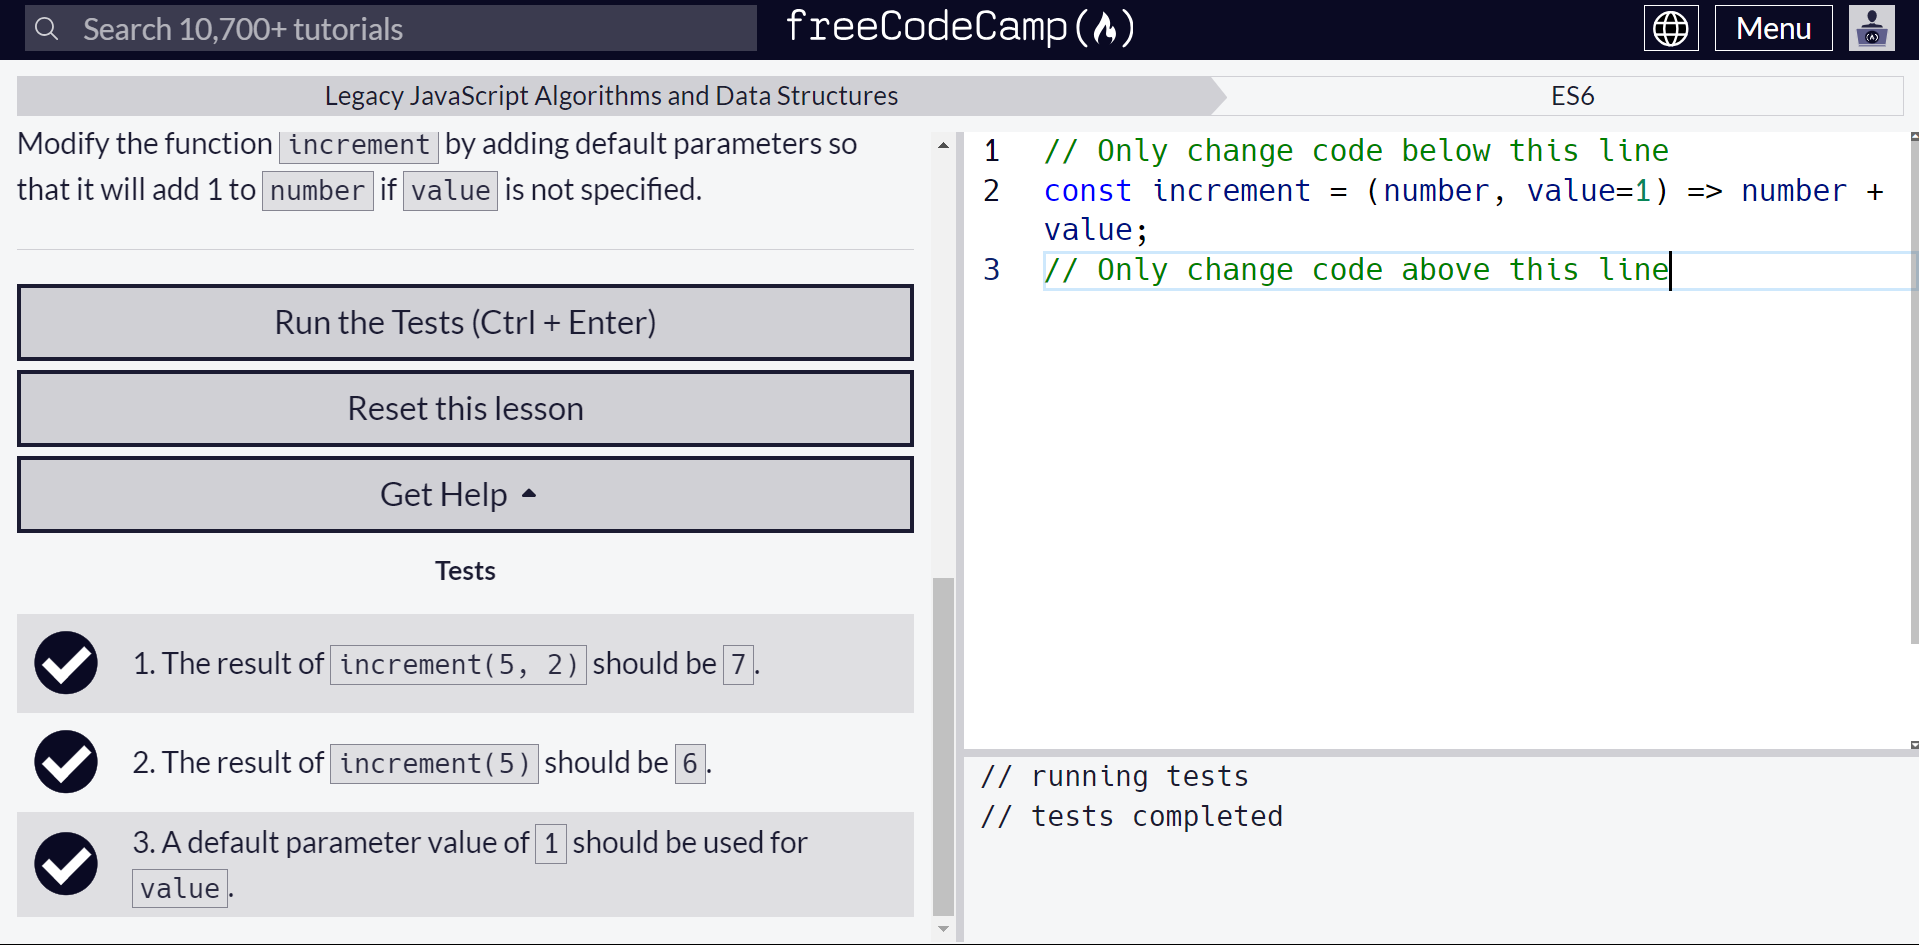 Search 10,700+ tutorials
freeCodeCamp(🔥)
Menu
Legacy JavaScript Algorithms and Data Structures
ES6
Modify the function increment by adding default parameters so
that it will add 1 to number if value is not specified.
Run the Tests (Ctrl + Enter)
Reset this lesson
Get Help
Tests
1. The result of increment(5, 2) should be 7.
2. The result of increment(5) should be 6.
3. A default parameter value of 1 should be used for
value.
1 // Only change code below this line
2 const increment = (number, value=1) => number +
value;
3 // Only change code above this line
// running tests
// tests completed